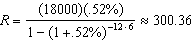 R = (18000)(.52%) / 1 − (1 + .52%)^−12·6 ≈ 300.36